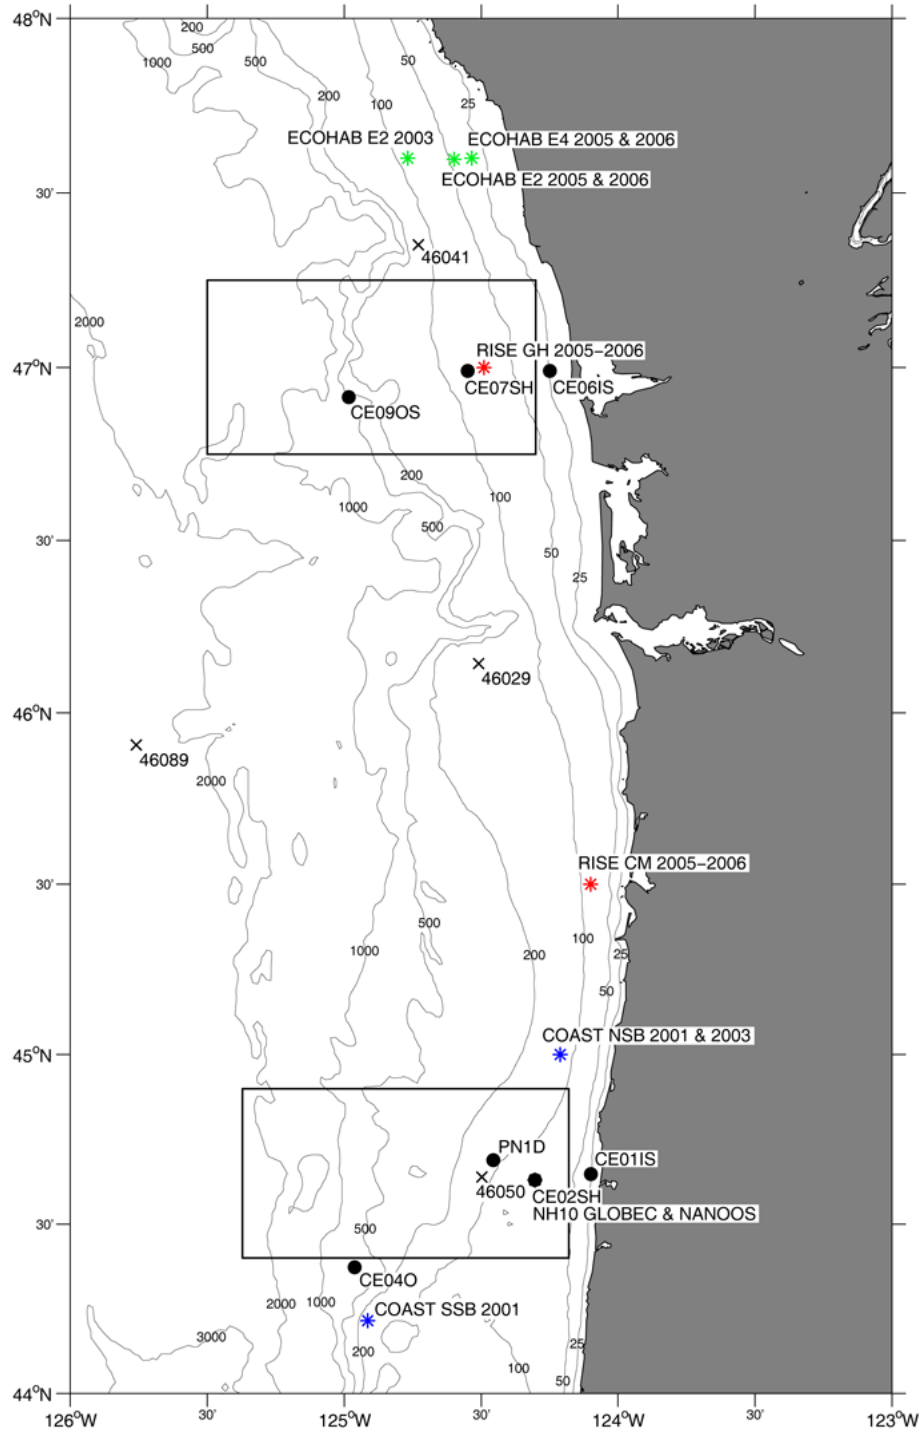 48°N
200
500
1000
500
50
200
25
100
ECOHAB E2 2003
ECOHAB E4 2005 & 2006
ECOHAB E2 2005 & 2006
30'
46041
2000
RISE GH 2005–2006
47°N
CE07SH
CE06IS
CE09OS
200
100
1000
500
30'
50
25
46029
46°N
46089
2000
RISE CM 2005–2006
30'
500
100
1000
200
25
50
COAST NSB 2001 & 2003
45°N
PN1D
CE01IS
46050
CE02SH
NH10 GLOBEC & NANOOS
30'
500
CE04O
2000
1000
COAST SSB 2001
3000
25
200
100
50
44°N
126°W
30'
125°W
30'
124°W
30'
123°W